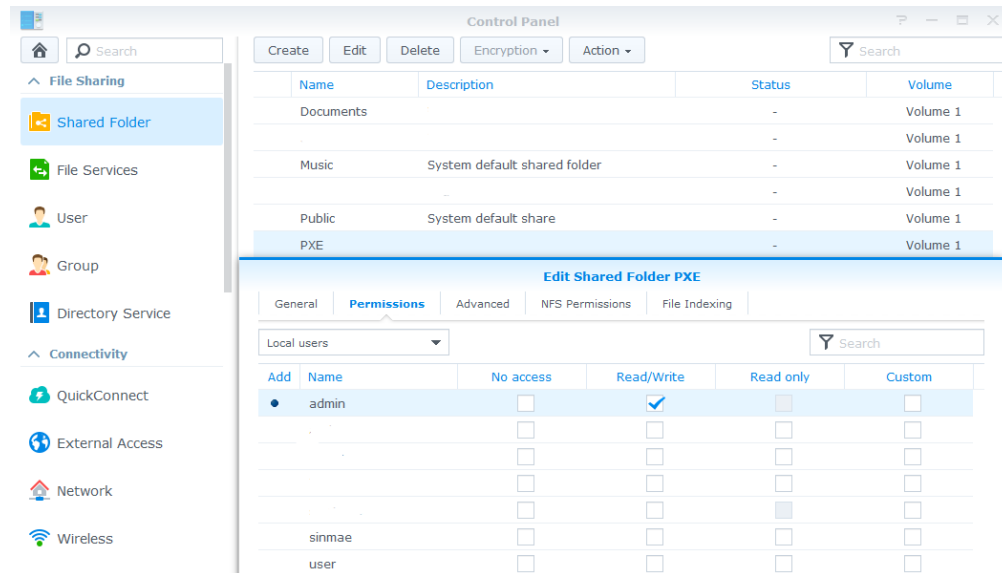 Control Panel
Search
Create Edit Delete Encryption Action Search
File Sharing
Shared Folder
File Services
User
Group
Directory Service
Connectivity
QuickConnect
External Access
Network
Wireless
Name Description Status Volume
Documents - Volume 1
- Volume 1
Music System default shared folder - Volume 1
- Volume 1
Public System default share - Volume 1
PXE - Volume 1
Edit Shared Folder PXE
General Permissions Advanced NFS Permissions File Indexing
Local users Search
Add Name No access Read/Write Read only Custom
admin
sinmae
user